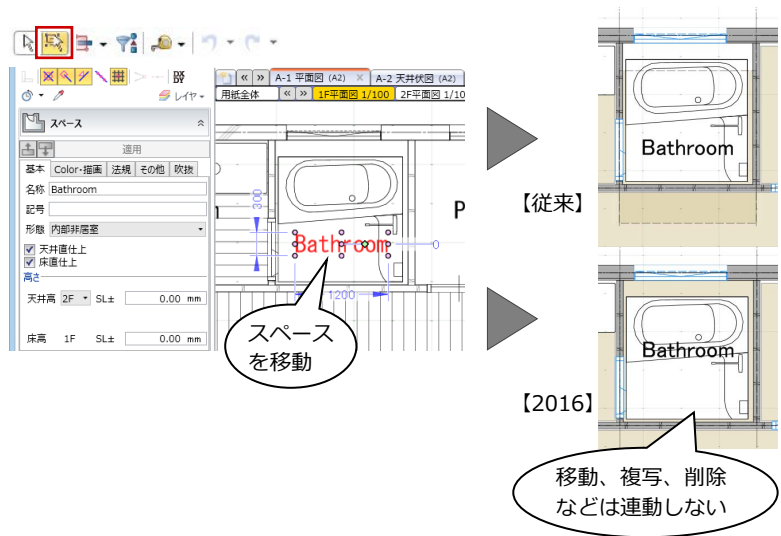 レイヤ
スペース
適用
基本 Color・描画 法規 その他 吹抜
名称 Bathroom
記号
形態 内部非居室
天井直仕上
床直仕上
高さ
天井高 2F SL± 0.00 mm
床高 1F SL± 0.00 mm
« » A-1 平面図 (A2) × A-2 天井伏図 (A2)
用紙全体 « » 1F平面図 1/100 2F平面図 1/10
300
Bathroom
0
1200
P
スペース
を移動
【従来】
Bathroom
【2016】
Bathroom
移動、複写、削除
などは連動しない